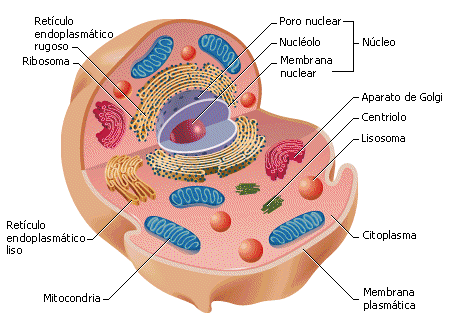 Retículo
endoplasmático
rugoso
Ribosoma
Poro nuclear
Nucléolo
Núcleo
Membrana
nuclear
Aparato de Golgi
Centriolo
Lisosoma
Retículo
endoplasmático
liso
Mitocondria
Citoplasma
Membrana
plasmática